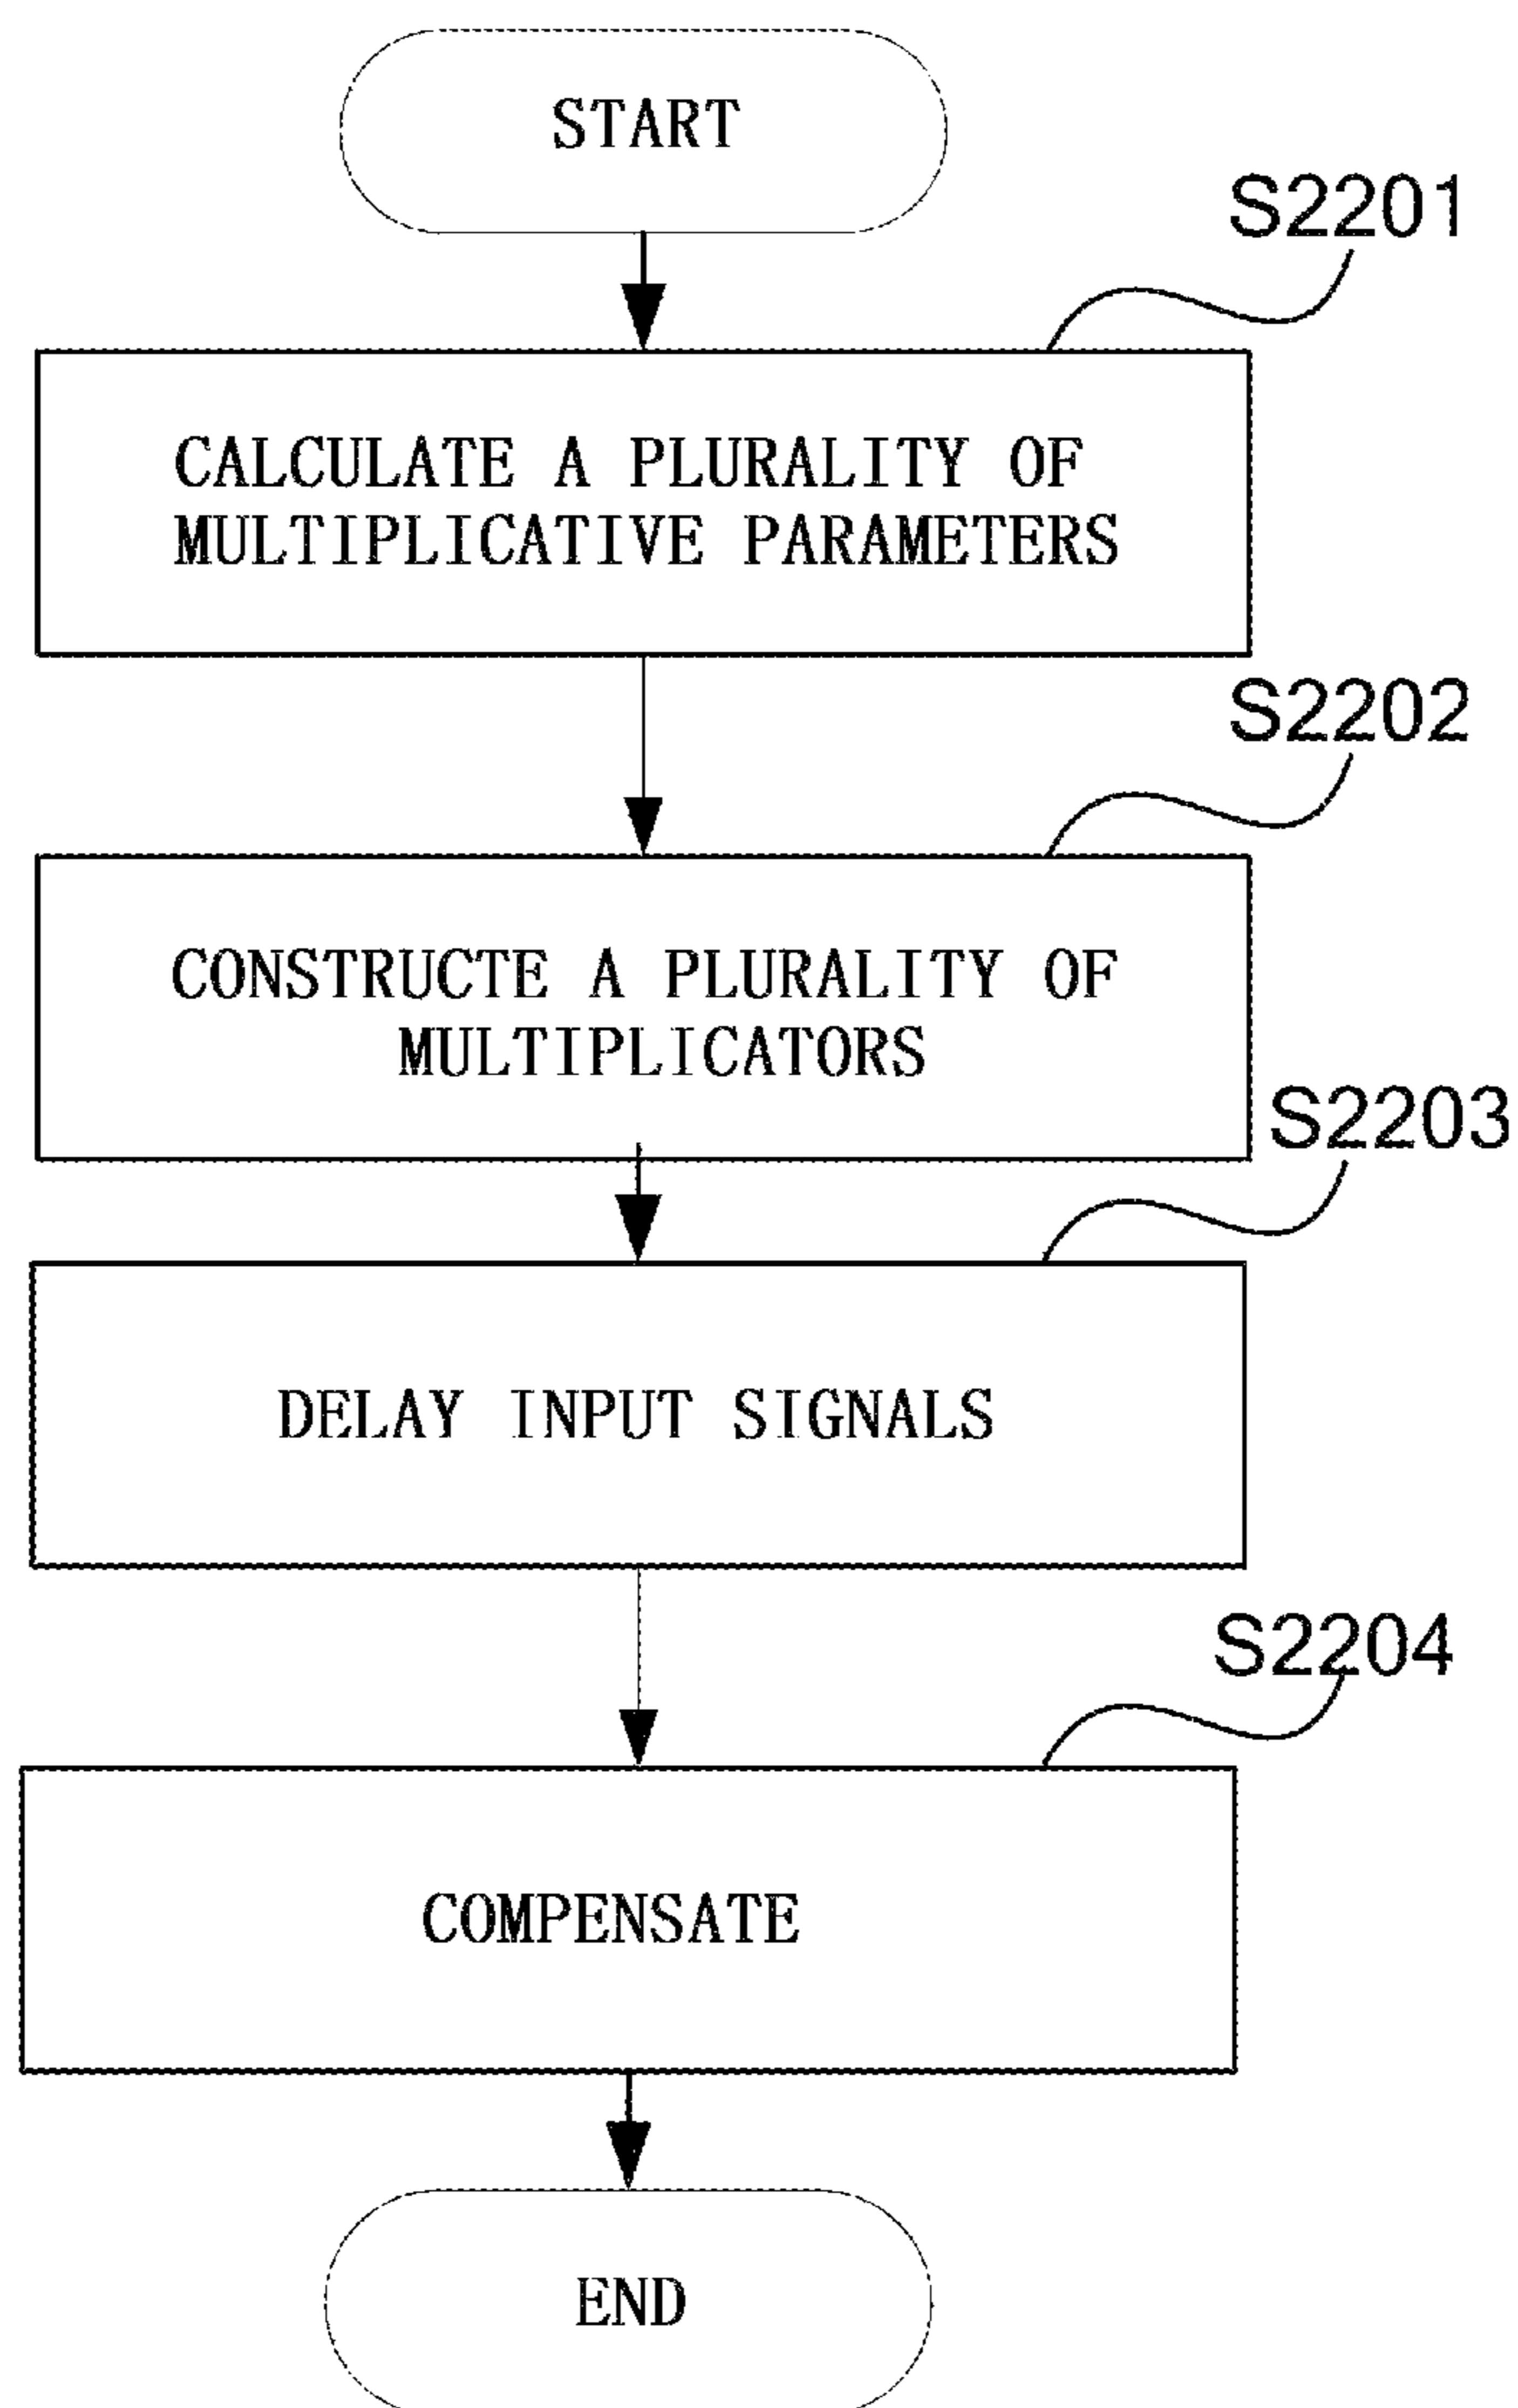 START
S2201
CALCULATE A PLURALITY OF
MULTIPLICATIVE PARAMETERS
S2202
CONSTRUCTE A PLURALITY OF
MULTIPLICATORS
S2203
DELAY INPUT SIGNALS
S2204
COMPENSATE
END